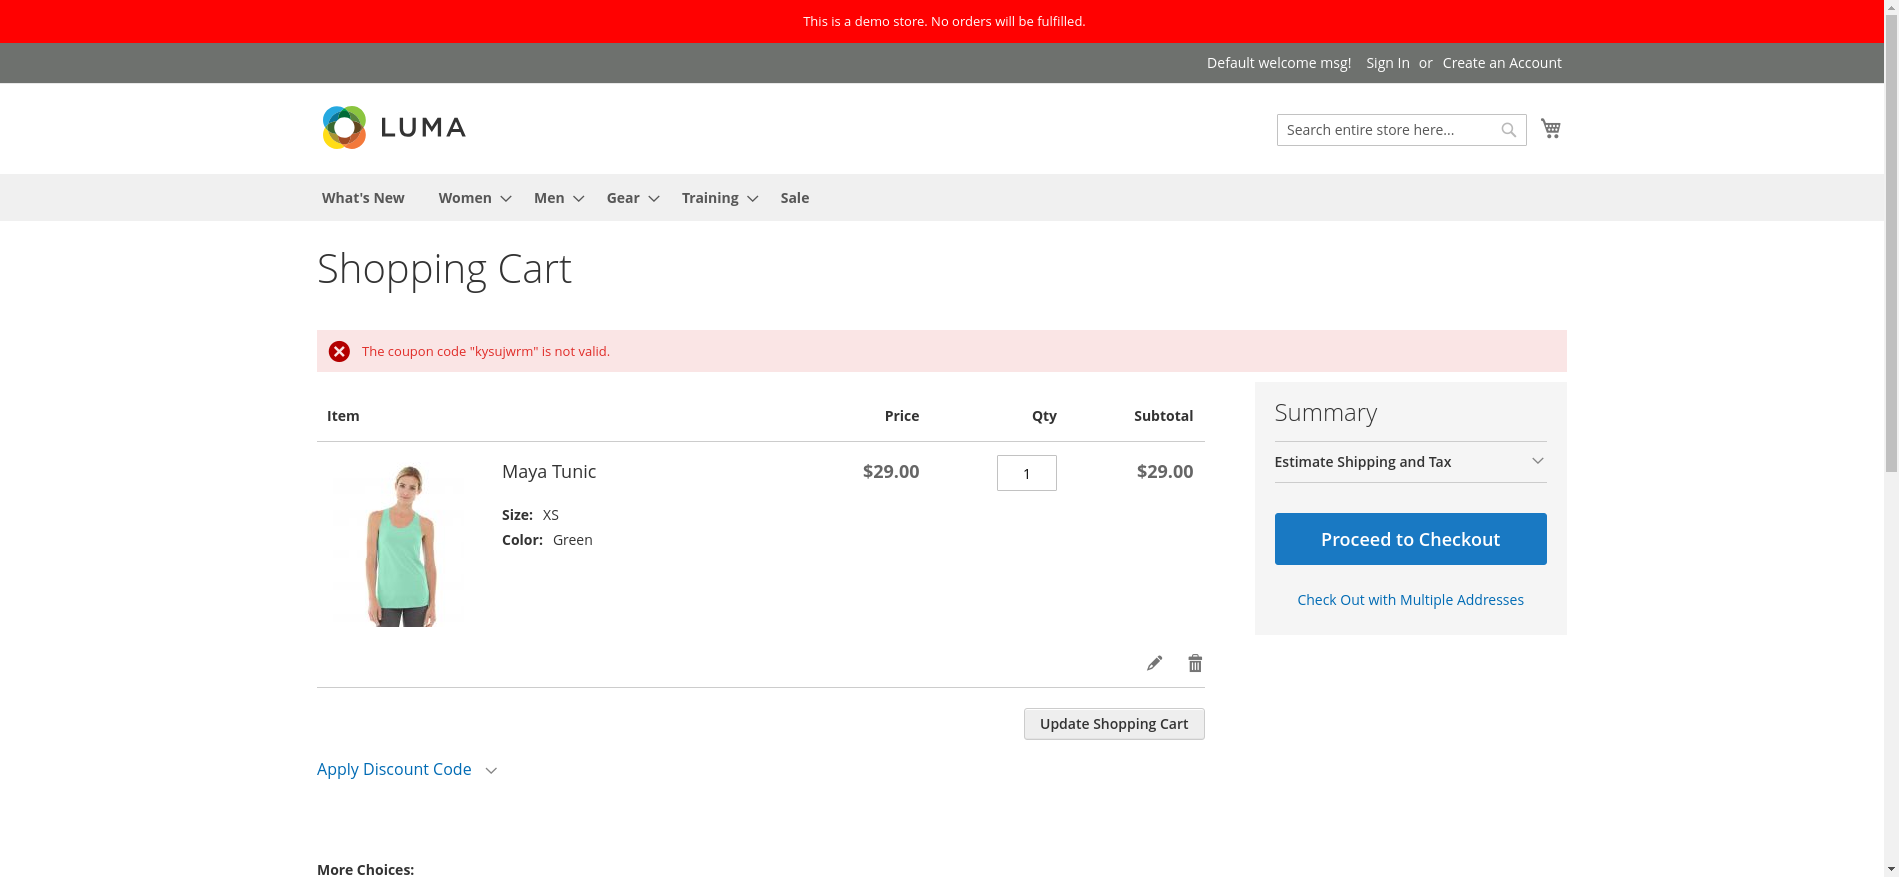 This is a demo store. No orders will be fulfilled.
Default welcome msg! Sign In or Create an Account
LUMA
Search entire store here...
What's New Women Men Gear Training Sale
Shopping Cart
The coupon code "kysujwrm" is not valid.
Item Price Qty Subtotal
Maya Tunic $29.00 1 $29.00
Size: XS
Color: Green
Summary
Estimate Shipping and Tax
Proceed to Checkout
Check Out with Multiple Addresses
Update Shopping Cart
Apply Discount Code
More Choices: